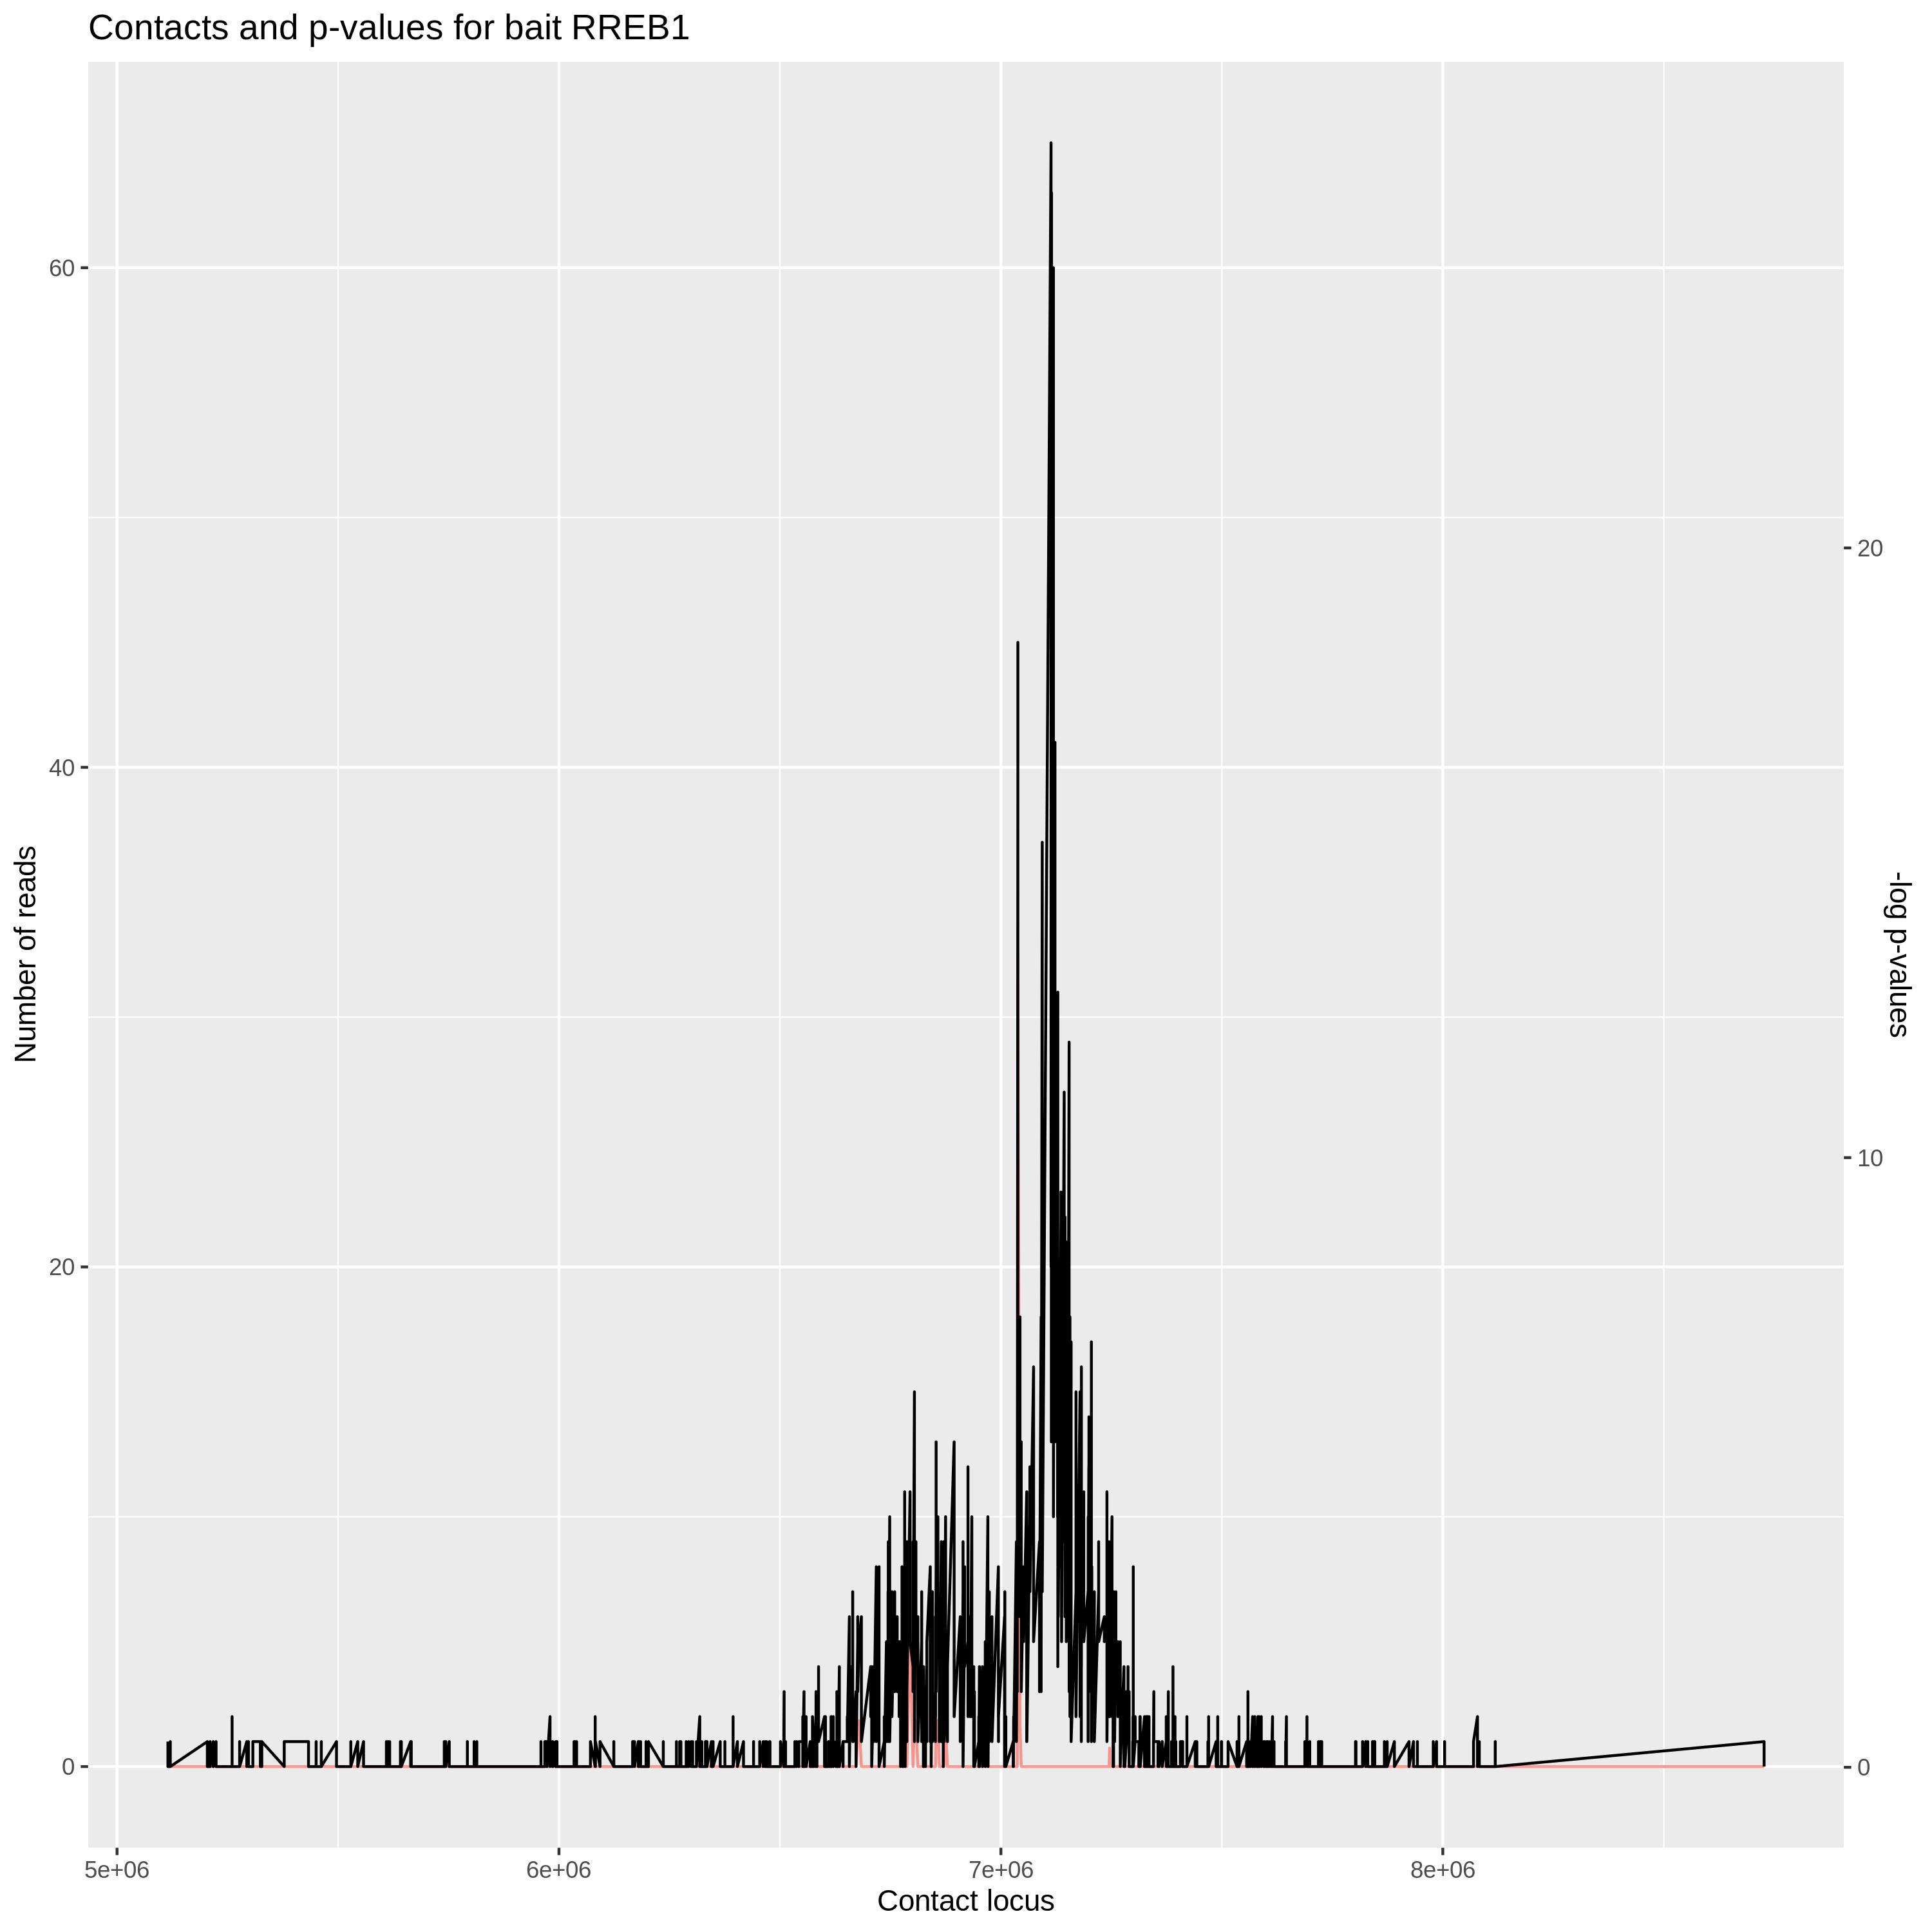 Contacts and p-values for bait RREB1
60
40
20
0
20
10
0
Number of reads
-log p-values
5e+06 6e+06 7e+06 8e+06
Contact locus